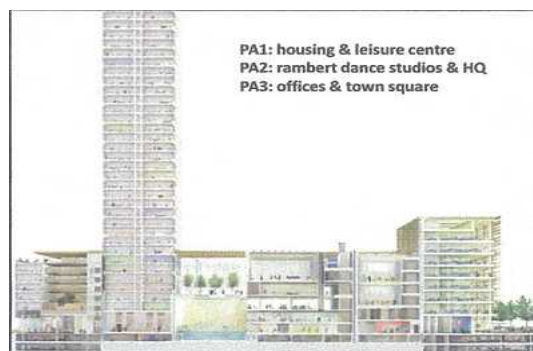 PA1: housing & leisure centre
PA2: rambert dance studios & HQ
PA3: offices & town square